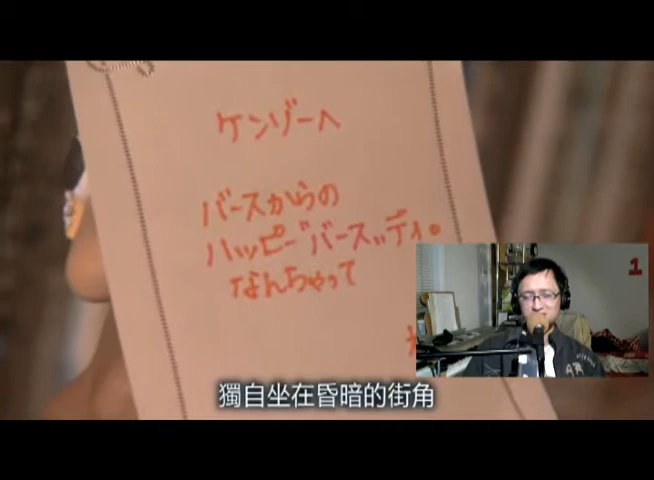 ケンゾーへ
バースからの
ハッピー"バースッディ。
なんちゃって
1
獨自坐在昏暗的街角